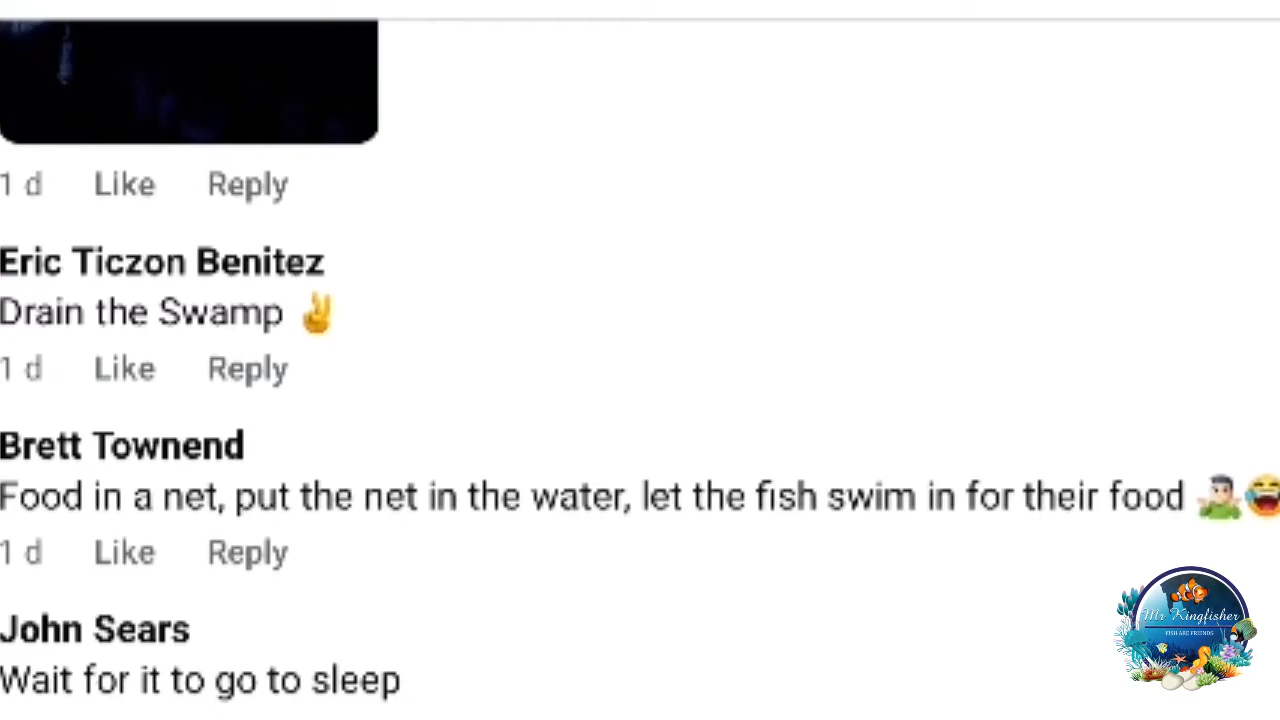 1 d Like Reply
Eric Ticzon Benitez
Drain the Swamp ✌
1 d Like Reply
Brett Townend
Food in a net, put the net in the water, let the fish swim in for their food 🤷‍♂️😂
1 d Like Reply
John Sears
Wait for it to go to sleep
Mr Kingfisher
FISH ARE FRIENDS